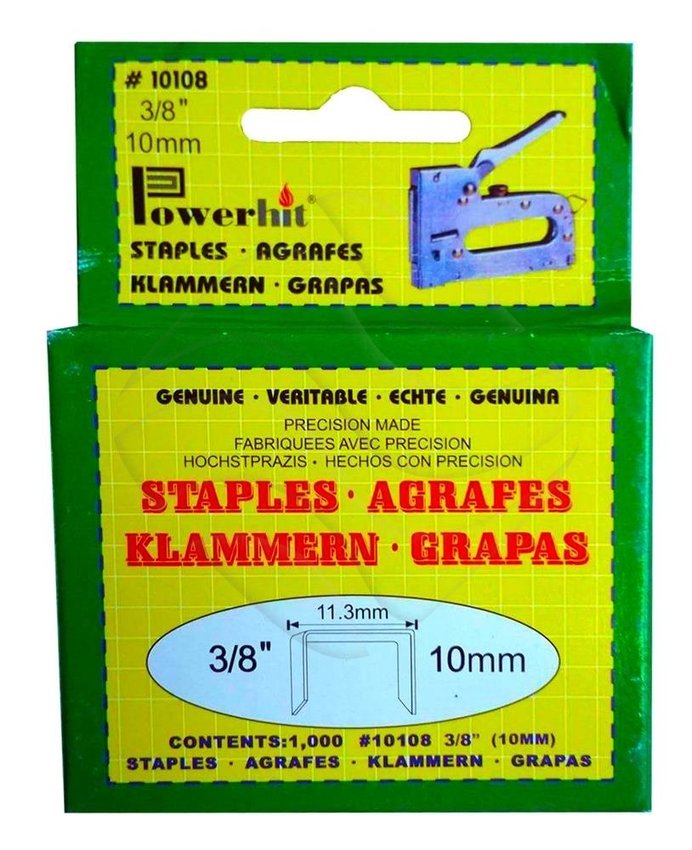 # 10108
3/8"
10mm
Powerhit®
STAPLES · AGRAFES
KLAMMERN · GRAPAS
GENUINE · VERITABLE · ECHTE · GENUINA
PRECISION MADE
FABRIQUEES AVEC PRECISION
HOCHSTPRAZIS · HECHOS CON PRECISION
STAPLES · AGRAFES
KLAMMERN · GRAPAS
11.3mm
3/8" 10mm
CONTENTS:1,000 #10108 3/8" (10MM)
STAPLES · AGRAFES · KLAMMERN · GRAPAS